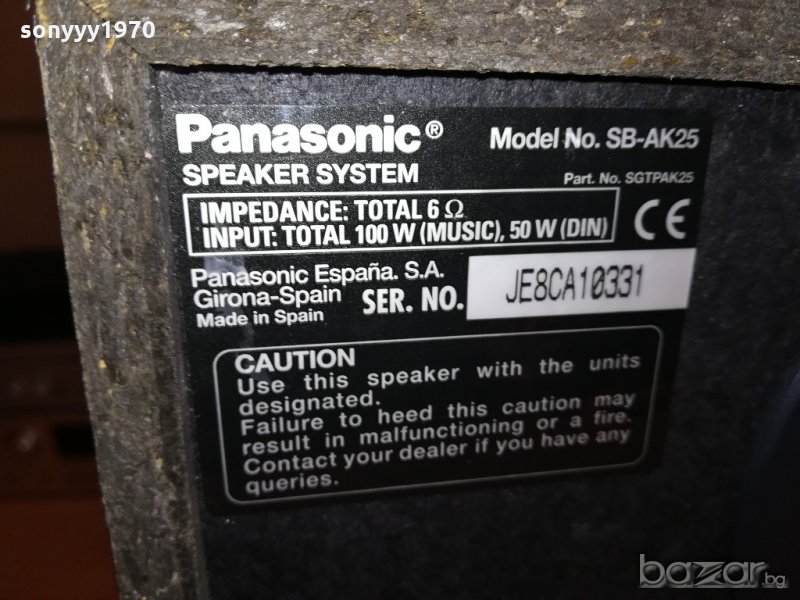 sonyyy1970
Panasonic® Model No. SB-AK25
SPEAKER SYSTEM Part. No. SGTPAK25
IMPEDANCE: TOTAL 6 Ω
INPUT: TOTAL 100 W (MUSIC), 50 W (DIN)
CE
Panasonic España. S.A.
Girona-Spain
Made in Spain
SER. NO. JE8CA10331
CAUTION
Use this speaker with the units
designated.
Failure to heed this caution may
result in malfunctioning or a fire.
Contact your dealer if you have any
queries.
bazar.bg